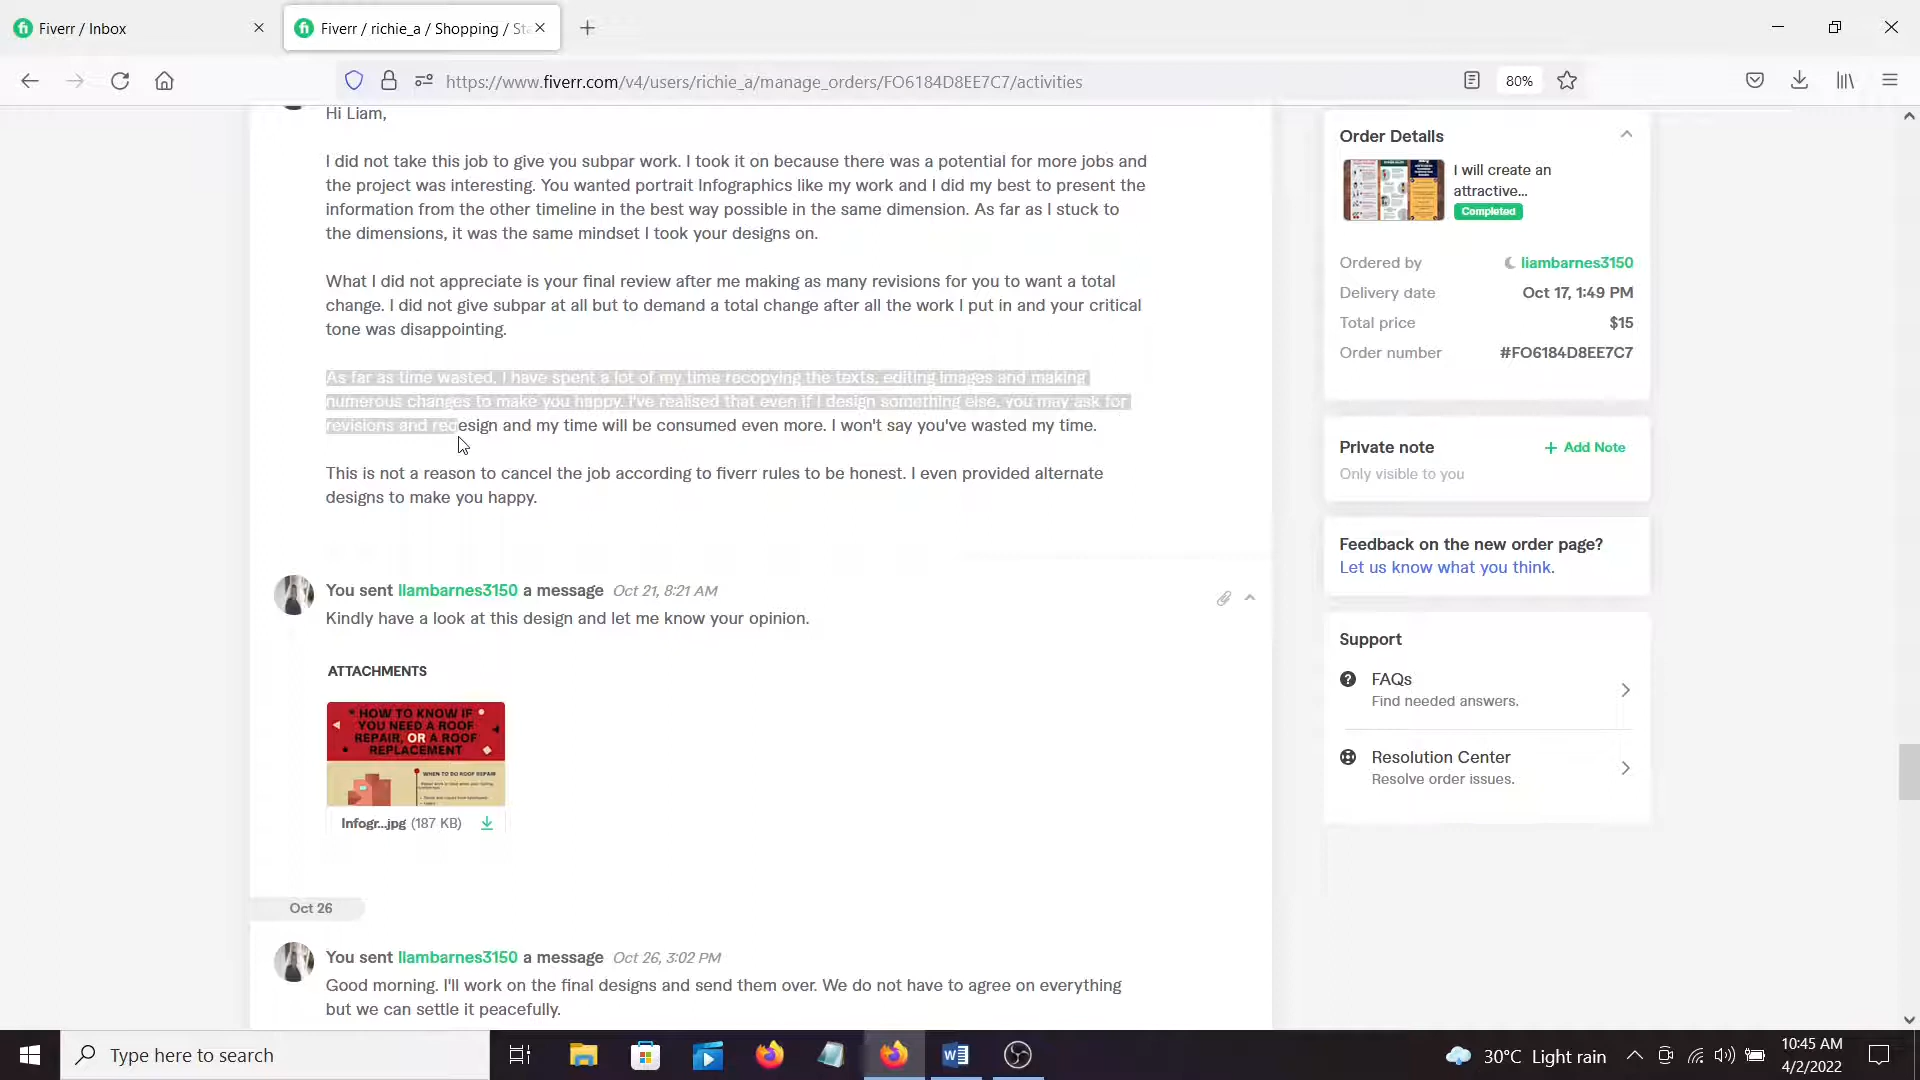 Fiverr / Inbox
Fiverr / richie_a / Shopping / Sta
https://www.fiverr.com/v4/users/richie_a/manage_orders/FO6184D8EE7C7/activities
80%
Hi Liam,
I did not take this job to give you subpar work. I took it on because there was a potential for more jobs and
the project was interesting. You wanted portrait Infographics like my work and I did my best to present the
information from the other timeline in the best way possible in the same dimension. As far as I stuck to
the dimensions, it was the same mindset I took your designs on.
What I did not appreciate is your final review after me making as many revisions for you to want a total
change. I did not give subpar at all but to demand a total change after all the work I put in and your critical
tone was disappointing.
As far as time wasted, I have spent a lot of my time recopying the texts, editing images and making
numerous changes to make you happy. I've realised that even if I design something else, you may ask for
revisions and redesign and my time will be consumed even more. I won't say you've wasted my time.
This is not a reason to cancel the job according to fiverr rules to be honest. I even provided alternate
designs to make you happy.
You sent liambarnes3150 a message Oct 21, 8:21 AM
Kindly have a look at this design and let me know your opinion.
ATTACHMENTS
HOW TO KNOW IF
YOU NEED A ROOF
REPAIR, OR A ROOF
REPLACEMENT
WHEN TO DO ROOF REPAIR
Infogr...jpg (187 KB)
Oct 26
You sent liambarnes3150 a message Oct 26, 3:02 PM
Good morning. I'll work on the final designs and send them over. We do not have to agree on everything
but we can settle it peacefully.
Order Details
I will create an
attractive...
Completed
Ordered by liambarnes3150
Delivery date Oct 17, 1:49 PM
Total price $15
Order number #FO6184D8EE7C7
Private note + Add Note
Only visible to you
Feedback on the new order page?
Let us know what you think.
Support
FAQs
Find needed answers.
Resolution Center
Resolve order issues.
Type here to search
30°C Light rain
10:45 AM
4/2/2022